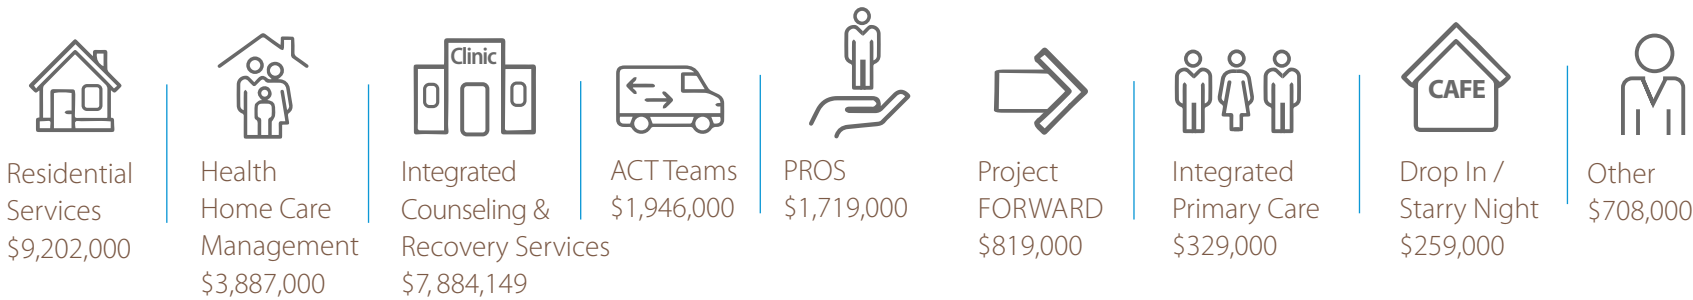 Clinic
CAFE
Residential
Services
$9,202,000
Health
Home Care
Management
$3,887,000
Integrated
Counseling &
Recovery Services
$7,884,149
ACT Teams
$1,946,000
PROS
$1,719,000
Project
FORWARD
$819,000
Integrated
Primary Care
$329,000
Drop In /
Starry Night
$259,000
Other
$708,000